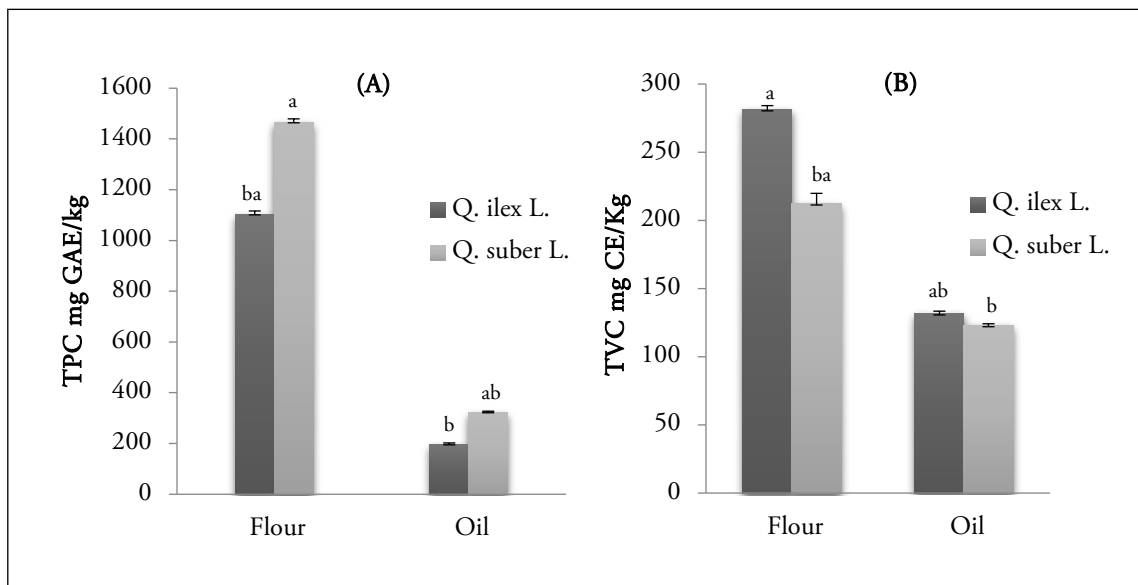 (A)
TPC mg GAE/kg
1600
1400
1200
1000
800
600
400
200
0
ba
a
b
ab
Q. ilex L.
Q. suber L.
Flour
Oil
(B)
TVC mg CE/Kg
300
250
200
150
100
50
0
a
ba
ab
b
Q. ilex L.
Q. suber L.
Flour
Oil